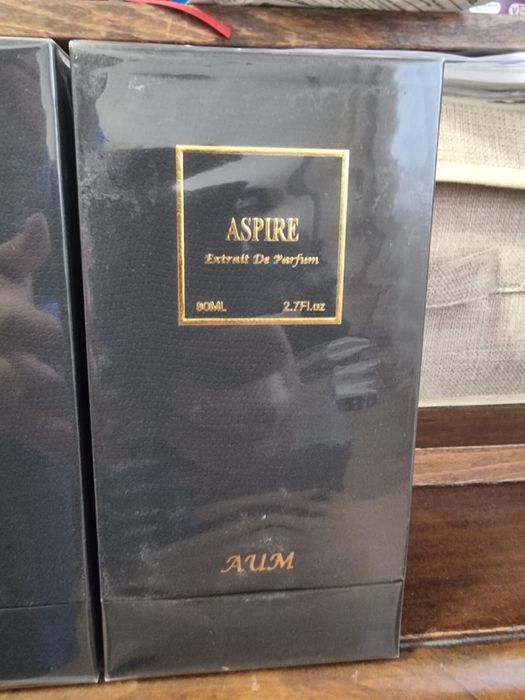 ASPIRE
Extrait De Parfum
80ML 2.7Fl.oz
AUM